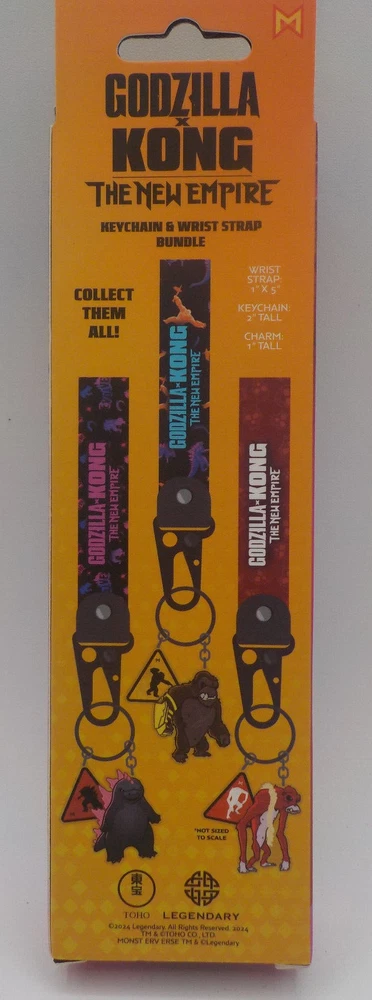 M
GODZILLA
x
KONG
THE NEW EMPIRE
KEYCHAIN & WRIST STRAP
BUNDLE
COLLECT
THEM
ALL!
WRIST
STRAP:
1" X 5"
KEYCHAIN:
2" TALL
CHARM:
1" TALL
GODZILLA x KONG
THE NEW EMPIRE
GODZILLA x KONG
THE NEW EMPIRE
GODZILLA x KONG
THE NEW EMPIRE
*NOT SIZED
TO SCALE
東
宝
TOHO
LEGENDARY
©2024 Legendary. All Rights Reserved. 2024
TM & ©TOHO CO., LTD.
MONST ERV ERSE TM & ©Legendary